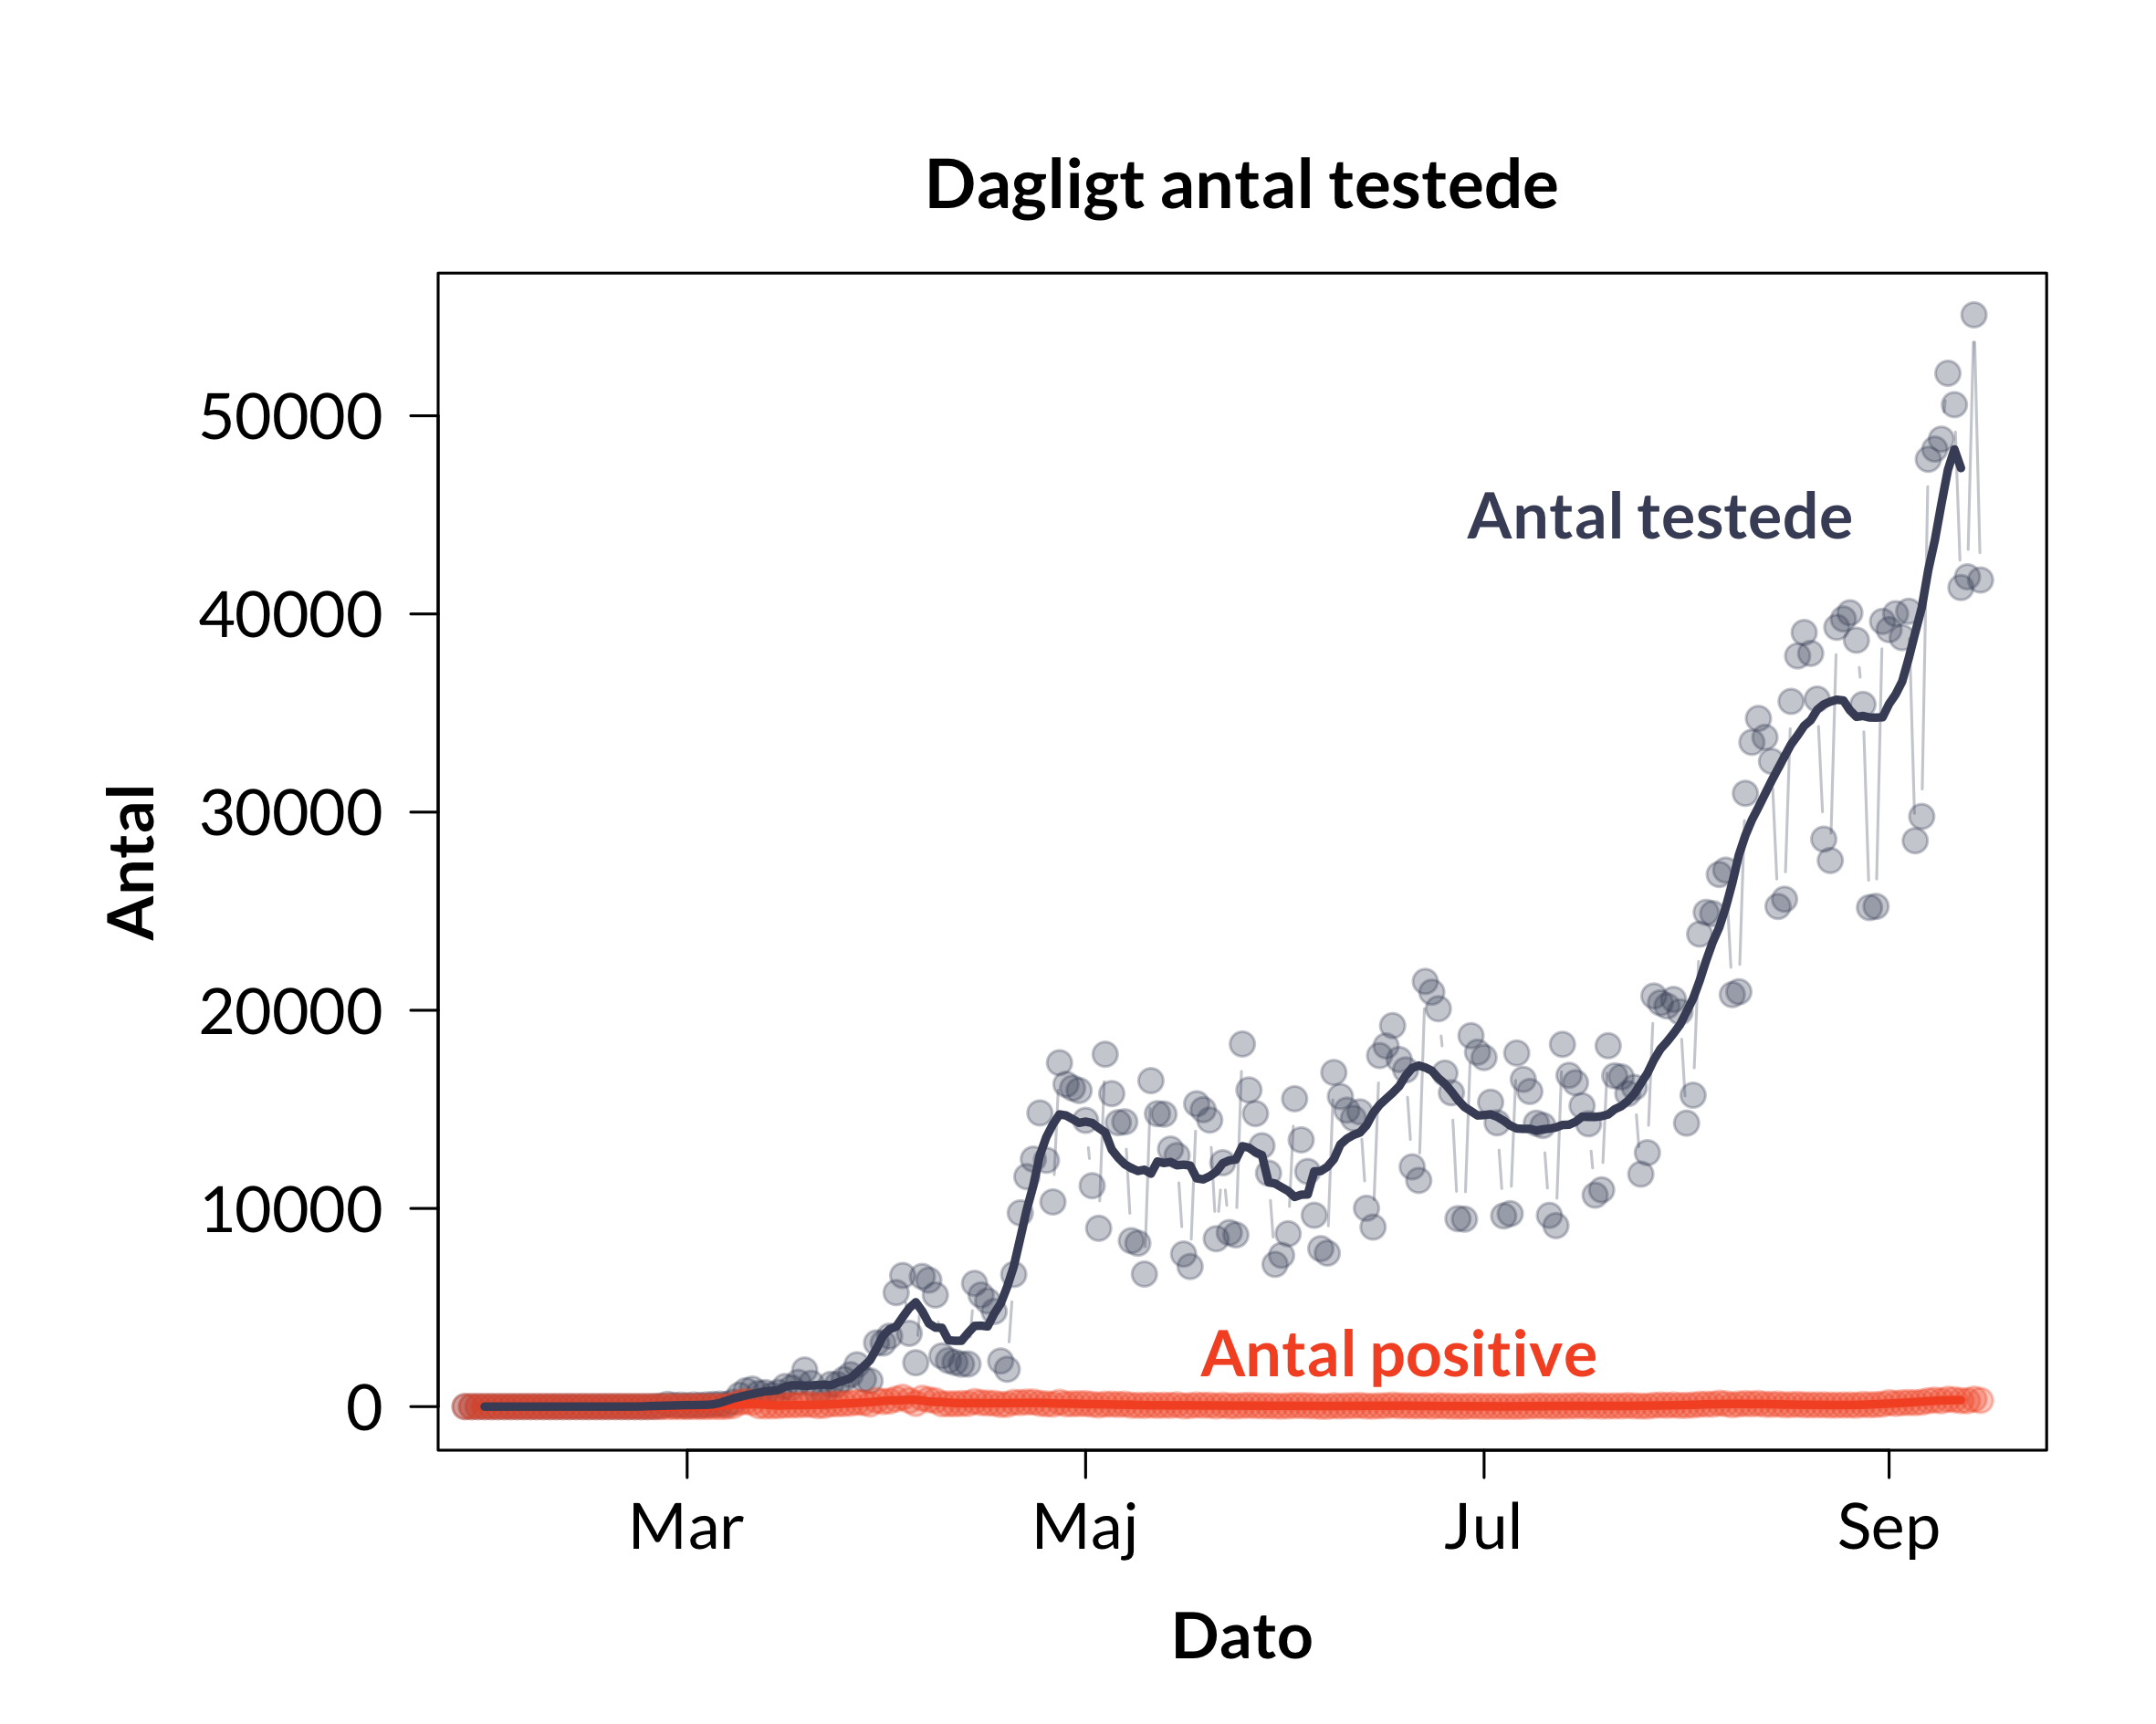 Dagligt antal testede
50000
40000
30000
20000
10000
0
Antal
Antal testede
Antal positive
Mar
Maj
Jul
Sep
Dato